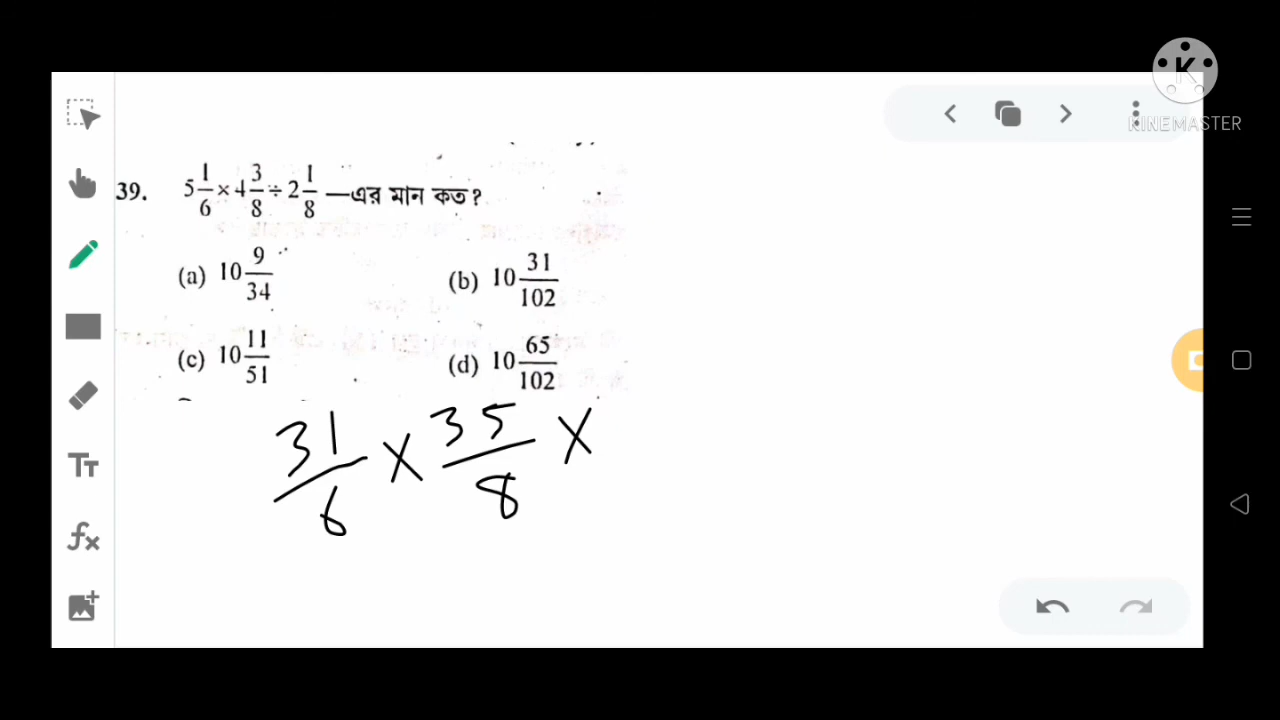 KINEMASTER
39. 5 1/6 × 4 3/8 ÷ 2 1/8 —এর মান কত?
(a) 10 9/34 (b) 10 31/102
(c) 10 11/51 (d) 10 65/102
31/6 × 35/8 ×